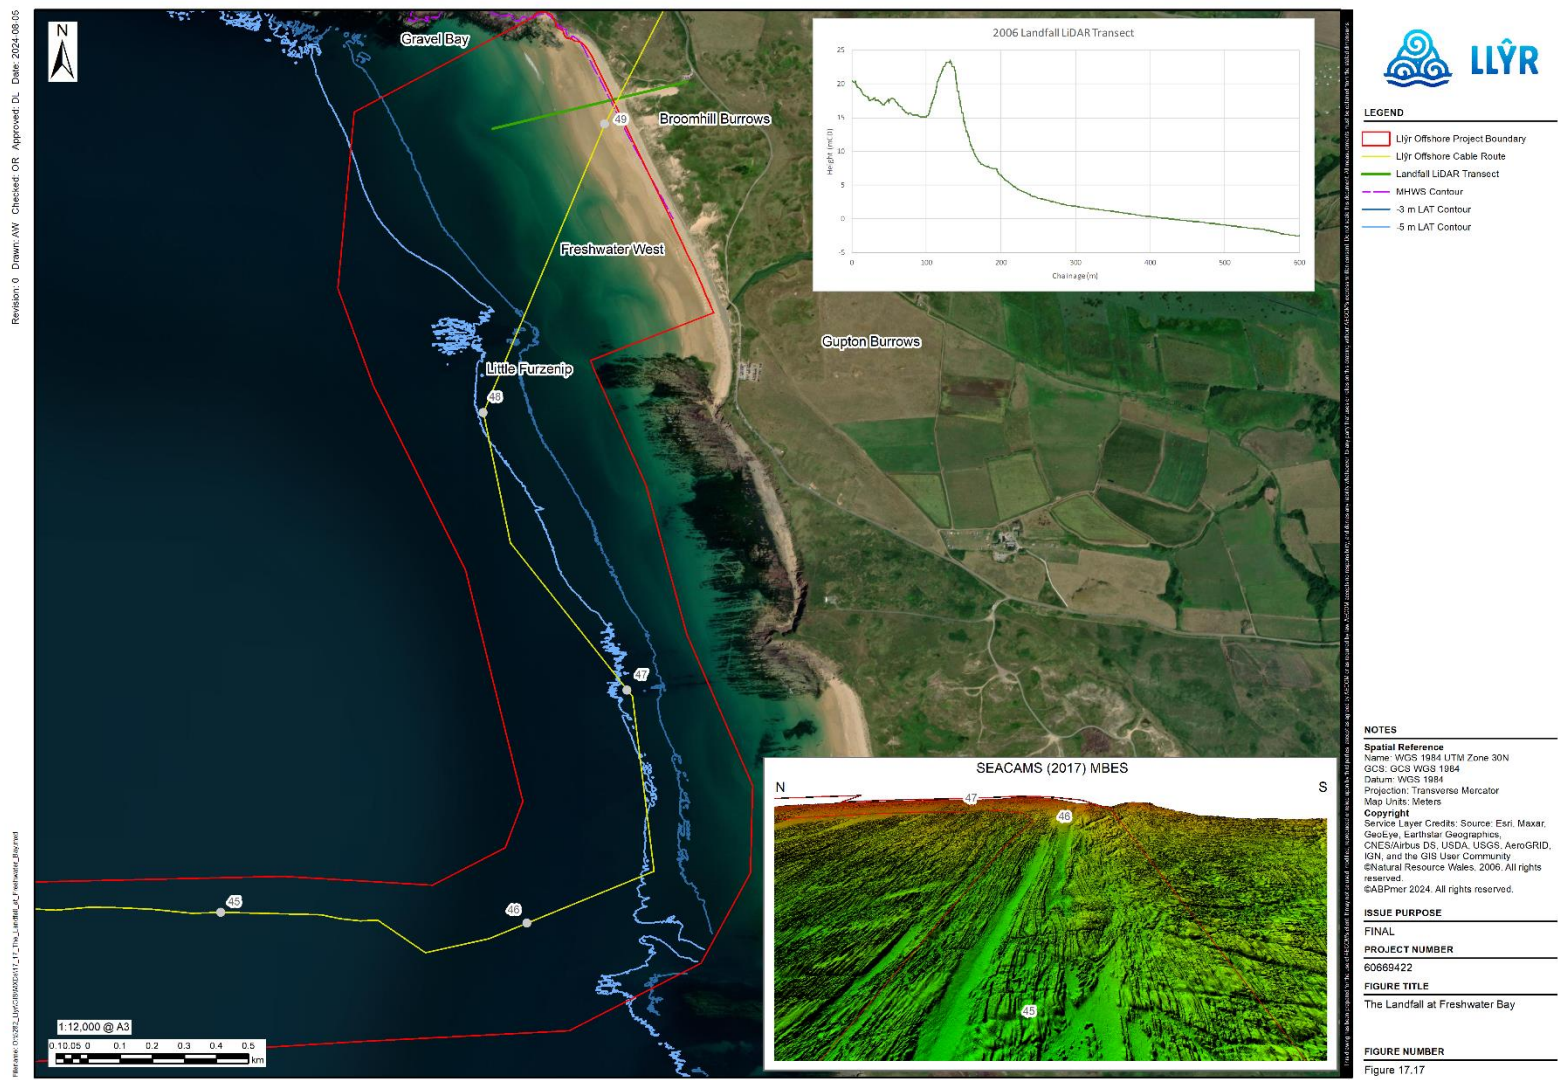 Revision: 0 Drawn: AW Checked: OR Approved: DL Date: 2024-08-05
N
Gravel Bay
49
Broomhill Burrows
Freshwater West
Gupton Burrows
Little Furzenip
48
47
46
45
2006 Landfall LiDAR Transect
Height (mCD)
25
20
15
10
5
0
-5
0 100 200 300 400 500 600
Chainage (m)
SEACAMS (2017) MBES
N S
47
46
45
1:12,000 @ A3
0.10.05 0 0.1 0.2 0.3 0.4 0.5
km
LLŶR
LEGEND
Llŷr Offshore Project Boundary
Llŷr Offshore Cable Route
Landfall LiDAR Transect
MHWS Contour
-3 m LAT Contour
-5 m LAT Contour
NOTES
Spatial Reference
Name: WGS 1984 UTM Zone 30N
GCS: GCS WGS 1984
Datum: WGS 1984
Projection: Transverse Mercator
Map Units: Meters
Copyright
Service Layer Credits: Source: Esri, Maxar,
GeoEye, Earthstar Geographics,
CNES/Airbus DS, USDA, USGS, AeroGRID,
IGN, and the GIS User Community
©Natural Resource Wales, 2006. All rights
reserved.
©ABPmer 2024. All rights reserved.
ISSUE PURPOSE
FINAL
PROJECT NUMBER
60669422
FIGURE TITLE
The Landfall at Freshwater Bay
FIGURE NUMBER
Figure 17.17